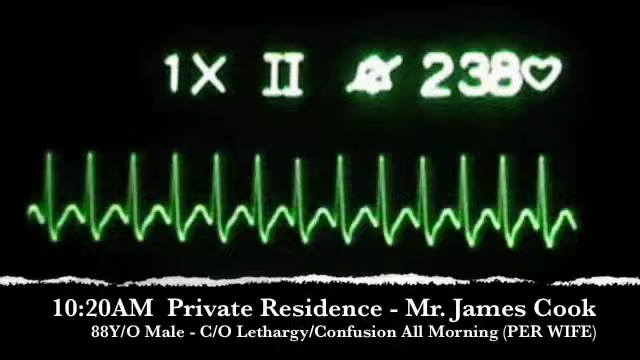 1X II 238
10:20AM Private Residence - Mr. James Cook
88Y/O Male - C/O Lethargy/Confusion All Morning (PER WIFE)